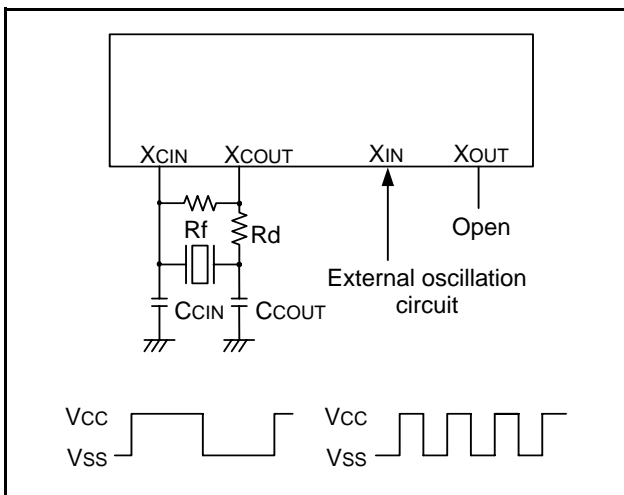 XCIN XCOUT XIN XOUT
Rf Rd
Open
External oscillation
circuit
CCIN CCOUT
VCC VCC
VSS VSS